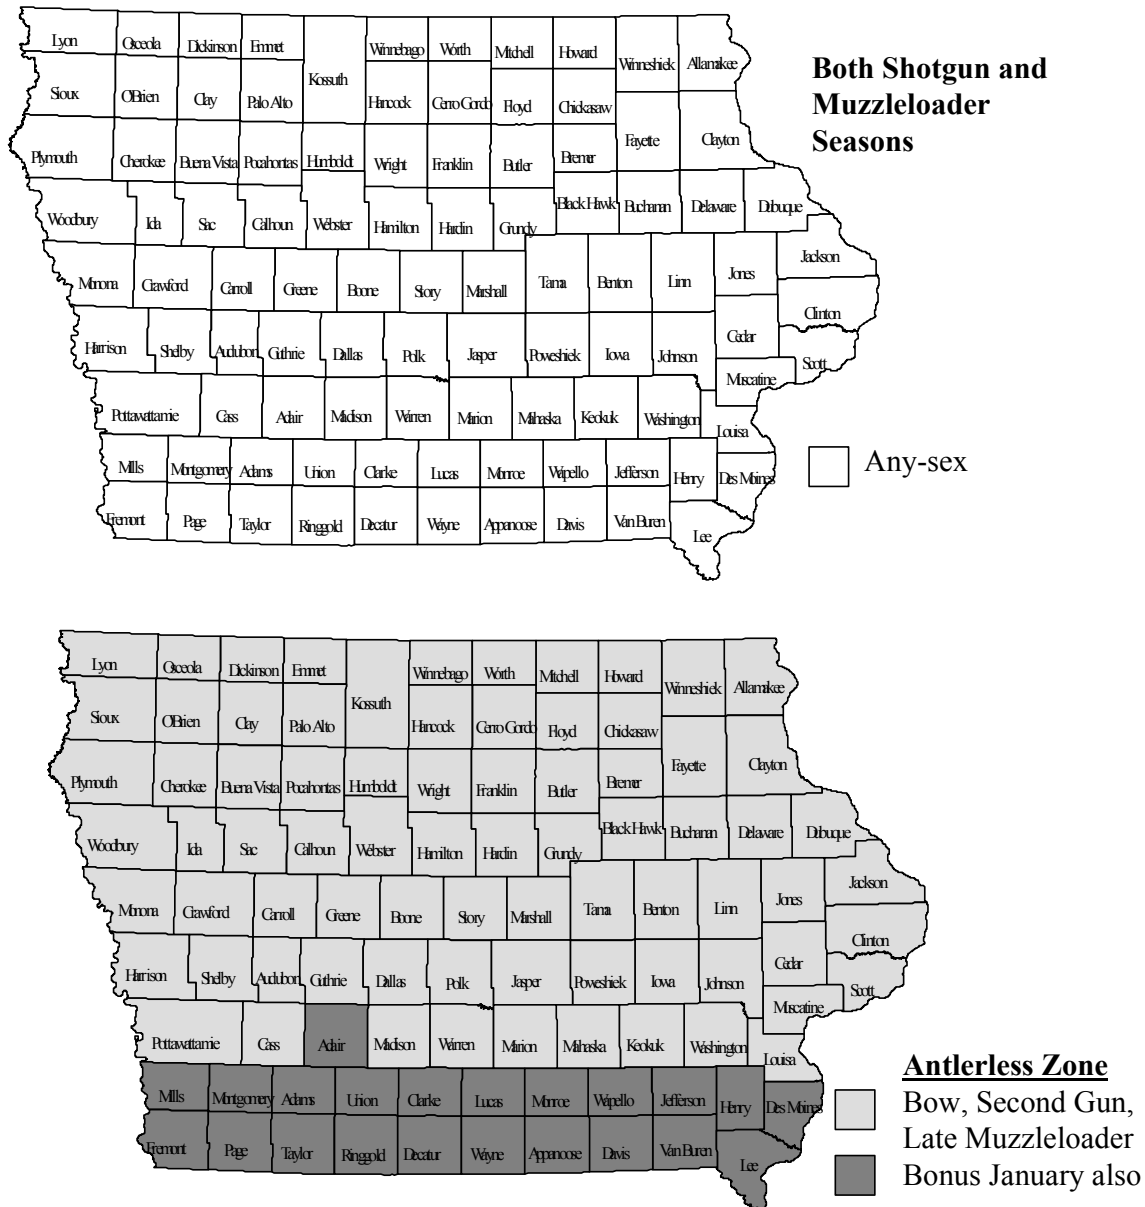 Lyon Osceola Dickinson Emmet Winnebago Worth Mitchell Howard Winneshiek Allamakee
Kossuth
Sioux O'Brien Clay Palo Alto Hancock Cerro Gordo Floyd Chickasaw
Fayette Clayton
Plymouth Cherokee Buena Vista Pocahontas Humboldt Wright Franklin Butler Bremer
Woodbury Ida Sac Calhoun Webster Hamilton Hardin Grundy Black Hawk Buchanan Delaware Dubuque
Monona Crawford Carroll Greene Boone Story Marshall Tama Benton Linn Jones Jackson
Clinton
Harrison Shelby Audubon Guthrie Dallas Polk Jasper Poweshiek Iowa Johnson Cedar Scott
Muscatine
Pottawattamie Cass Adair Madison Warren Marion Mahaska Keokuk Washington Louisa
Mills Montgomery Adams Union Clarke Lucas Monroe Wapello Jefferson Henry Des Moines
Fremont Page Taylor Ringgold Decatur Wayne Appanoose Davis Van Buren Lee
Both Shotgun and
Muzzleloader
Seasons
Any-sex
Lyon Osceola Dickinson Emmet Winnebago Worth Mitchell Howard Winneshiek Allamakee
Kossuth
Sioux O'Brien Clay Palo Alto Hancock Cerro Gordo Floyd Chickasaw
Fayette Clayton
Plymouth Cherokee Buena Vista Pocahontas Humboldt Wright Franklin Butler Bremer
Woodbury Ida Sac Calhoun Webster Hamilton Hardin Grundy Black Hawk Buchanan Delaware Dubuque
Monona Crawford Carroll Greene Boone Story Marshall Tama Benton Linn Jones Jackson
Clinton
Harrison Shelby Audubon Guthrie Dallas Polk Jasper Poweshiek Iowa Johnson Cedar Scott
Muscatine
Pottawattamie Cass Adair Madison Warren Marion Mahaska Keokuk Washington Louisa
Mills Montgomery Adams Union Clarke Lucas Monroe Wapello Jefferson Henry Des Moines
Fremont Page Taylor Ringgold Decatur Wayne Appanoose Davis Van Buren Lee
Antlerless Zone
Bow, Second Gun,
Late Muzzleloader
Bonus January also